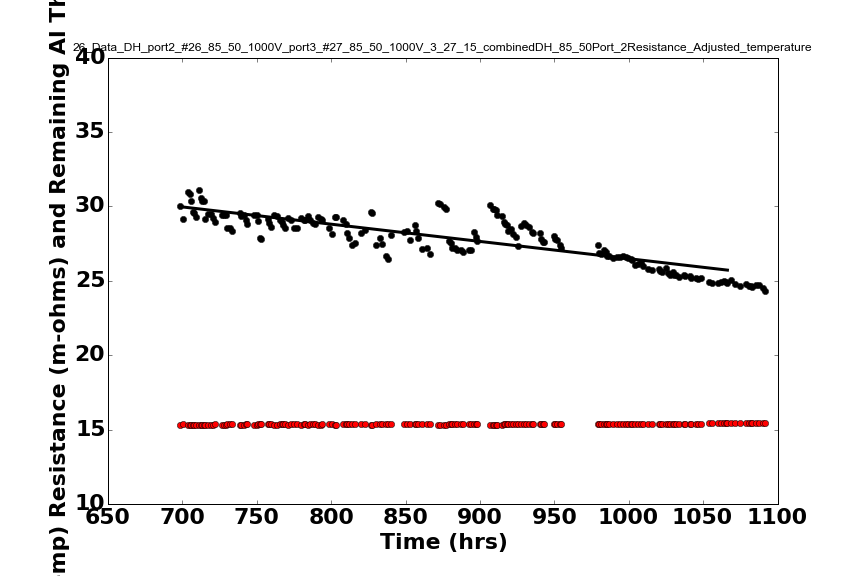 26_Data_DH_port2_#26_85_50_1000V_port3_#27_85_50_1000V_3_27_15_combinedDH_85_50Port_2Resistance_Adjusted_temperature
mp) Resistance (m-ohms) and Remaining Al Th
40
35
30
25
20
15
10
650 700 750 800 850 900 950 1000 1050 1100
Time (hrs)